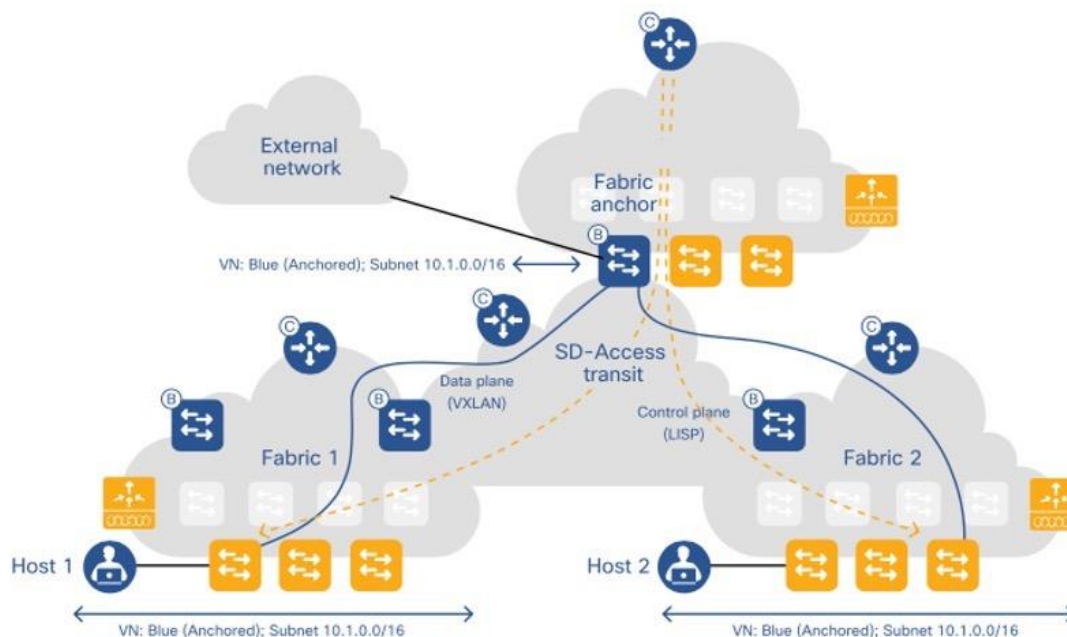 C
External
network
Fabric
anchor
B
VN: Blue (Anchored); Subnet 10.1.0.0/16
C
C
C
SD-Access
transit
Data plane
(VXLAN)
B
B
B
Control plane
(LISP)
Fabric 1
Fabric 2
Host 1
Host 2
VN: Blue (Anchored); Subnet 10.1.0.0/16
VN: Blue (Anchored); Subnet 10.1.0.0/16